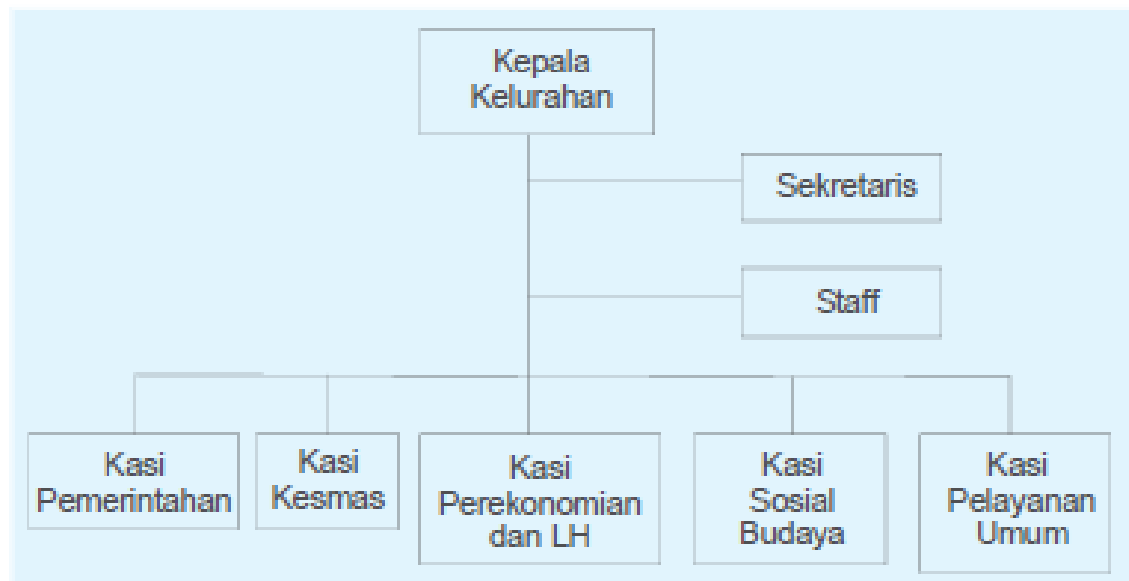 Kepala
Kelurahan
Sekretaris
Staff
Kasi
Pemerintahan
Kasi
Kesmas
Kasi
Perekonomian
dan LH
Kasi
Sosial
Budaya
Kasi
Pelayanan
Umum